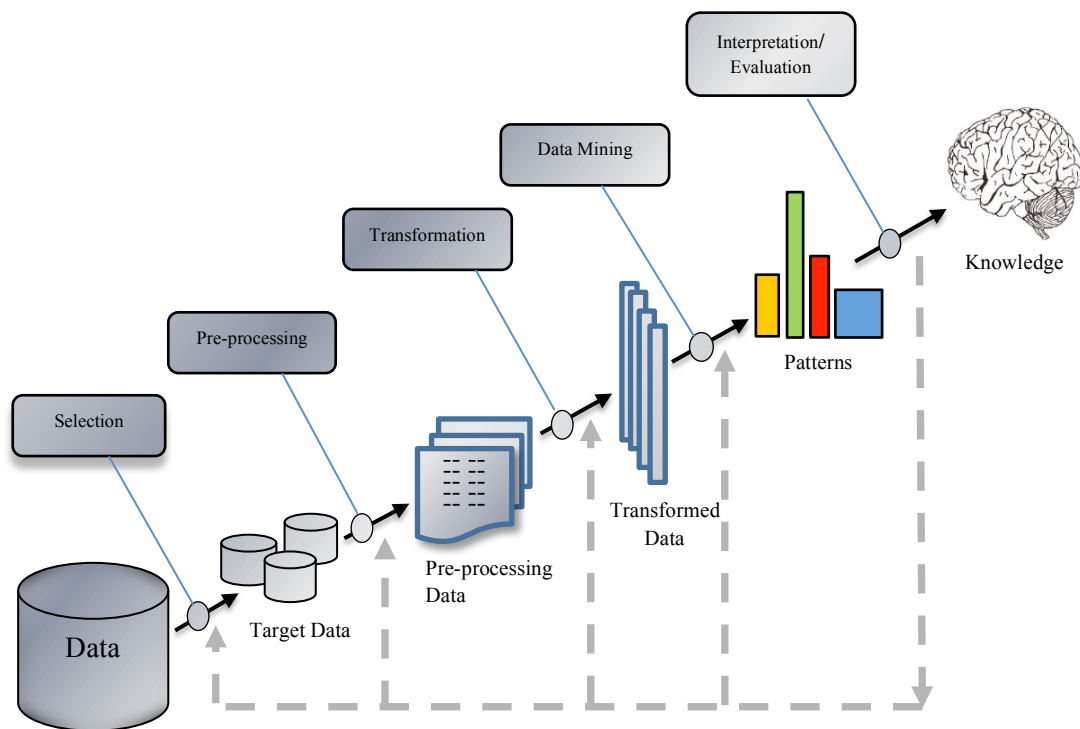 Interpretation/
Evaluation
Data Mining
Transformation
Pre-processing
Selection
Knowledge
Patterns
Transformed
Data
Pre-processing
Data
Target Data
Data